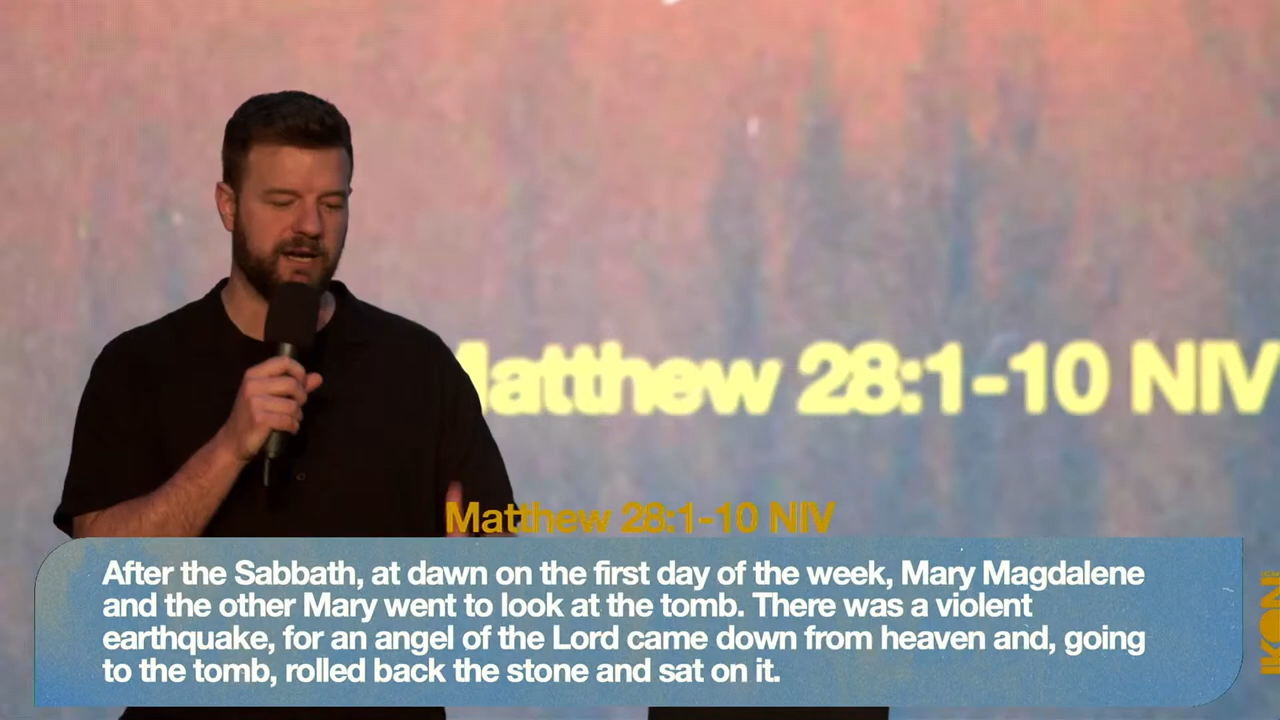 Matthew 28:1-10 NIV
Matthew 28:1-10 NIV
After the Sabbath, at dawn on the first day of the week, Mary Magdalene
and the other Mary went to look at the tomb. There was a violent
earthquake, for an angel of the Lord came down from heaven and, going
to the tomb, rolled back the stone and sat on it.
IKON